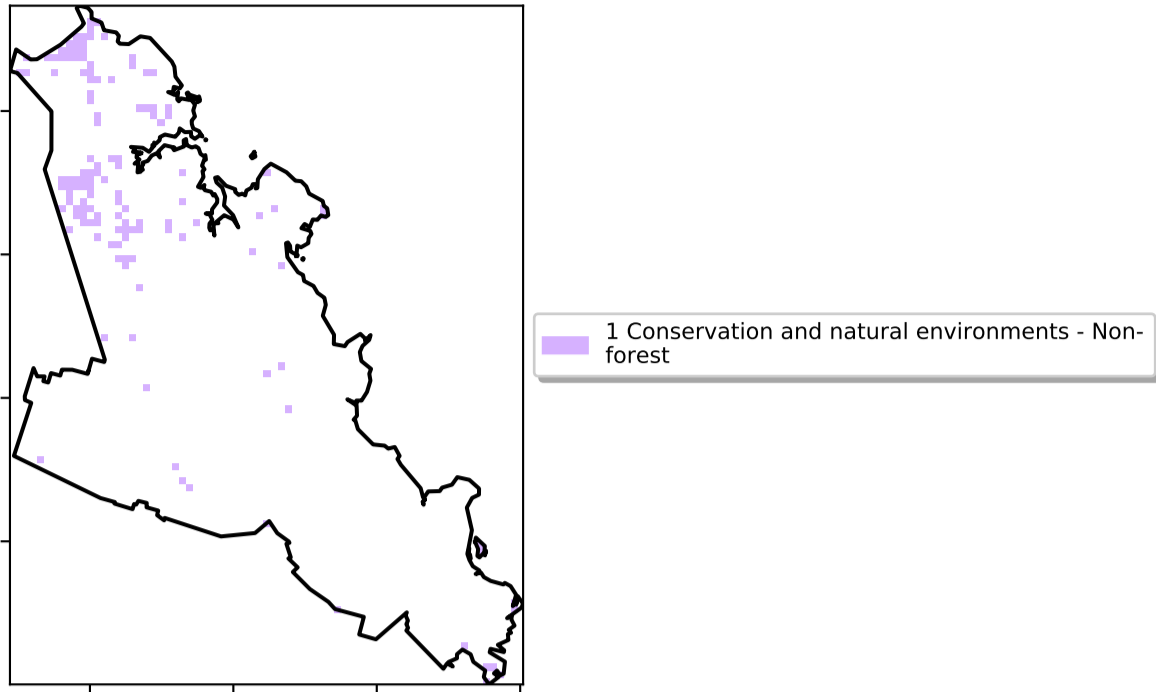 1 Conservation and natural environments - Non-
forest